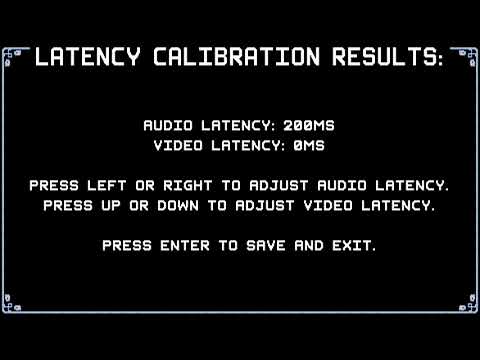 LATENCY CALIBRATION RESULTS:
AUDIO LATENCY: 200MS
VIDEO LATENCY: 0MS
PRESS LEFT OR RIGHT TO ADJUST AUDIO LATENCY.
PRESS UP OR DOWN TO ADJUST VIDEO LATENCY.
PRESS ENTER TO SAVE AND EXIT.